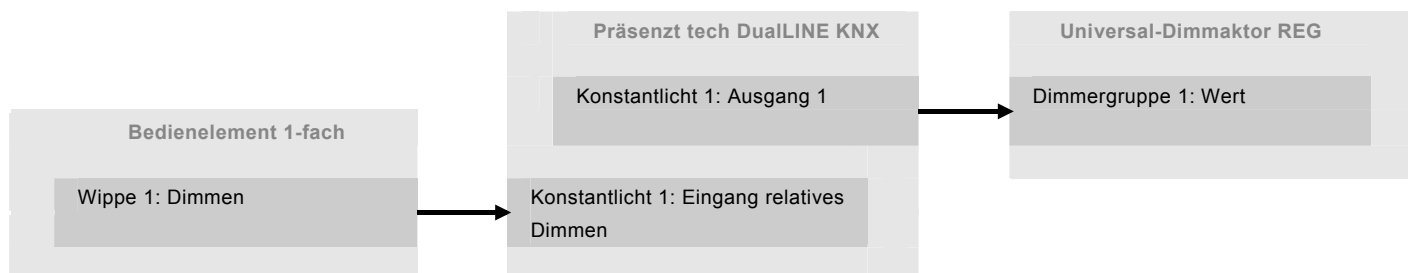 Präsenzt tech DualLINE KNX
Universal-Dimmaktor REG
Konstantlicht 1: Ausgang 1
Dimmergruppe 1: Wert
Bedienelement 1-fach
Wippe 1: Dimmen
Konstantlicht 1: Eingang relatives
Dimmen